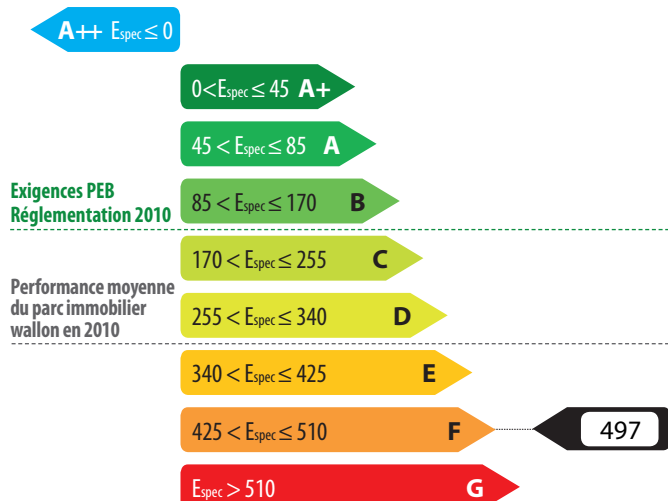 A++ Espec ≤ 0
0<Espec ≤ 45 A+
45 < Espec ≤ 85 A
Exigences PEB
Réglementation 2010
85 < Espec ≤ 170 B
170 < Espec ≤ 255 C
Performance moyenne
du parc immobilier
wallon en 2010
255 < Espec ≤ 340 D
340 < Espec ≤ 425 E
425 < Espec ≤ 510 F
497
Espec > 510 G